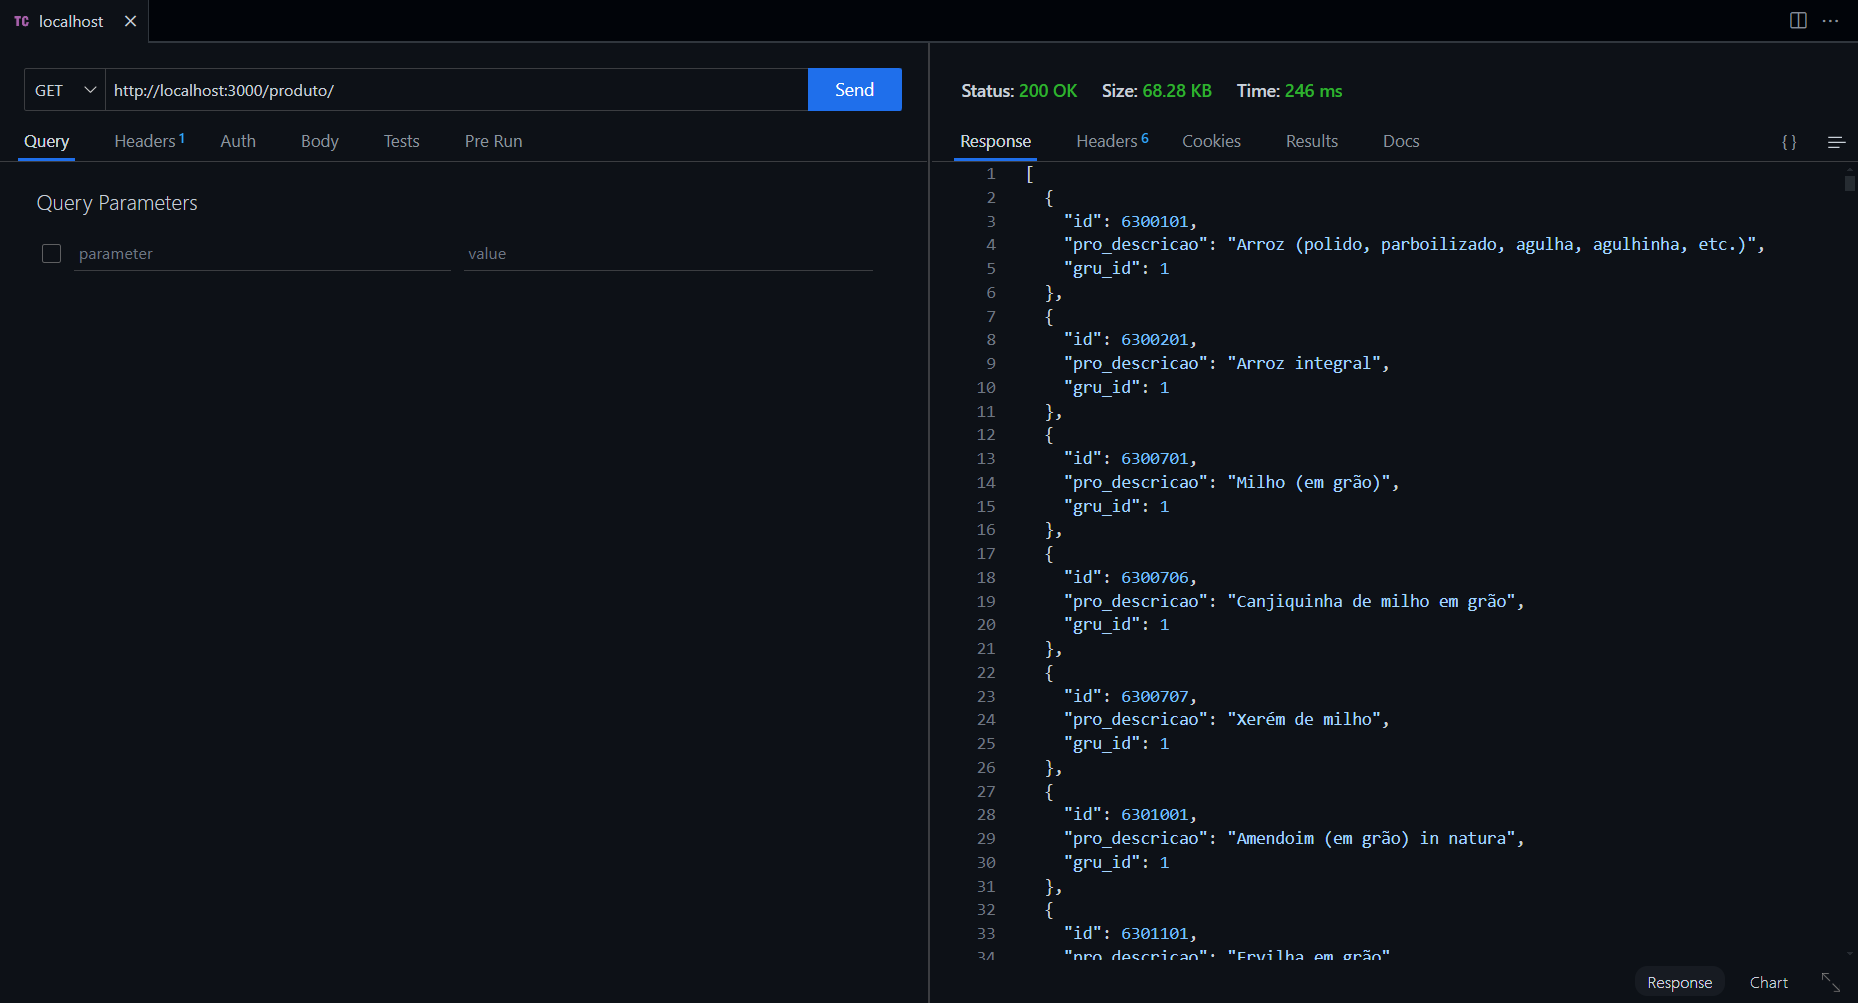 TC localhost
GET http://localhost:3000/produto/ Send
Query Headers 1 Auth Body Tests Pre Run
Query Parameters
parameter value
Status: 200 OK Size: 68.28 KB Time: 246 ms
Response Headers 6 Cookies Results Docs {}
1 [
2 {
3 "id": 6300101,
4 "pro_descricao": "Arroz (polido, parboilizado, agulha, agulhinha, etc.)",
5 "gru_id": 1
6 },
7 {
8 "id": 6300201,
9 "pro_descricao": "Arroz integral",
10 "gru_id": 1
11 },
12 {
13 "id": 6300701,
14 "pro_descricao": "Milho (em grão)",
15 "gru_id": 1
16 },
17 {
18 "id": 6300706,
19 "pro_descricao": "Canjiquinha de milho em grão",
20 "gru_id": 1
21 },
22 {
23 "id": 6300707,
24 "pro_descricao": "Xerém de milho",
25 "gru_id": 1
26 },
27 {
28 "id": 6301001,
29 "pro_descricao": "Amendoim (em grão) in natura",
30 "gru_id": 1
31 },
32 {
33 "id": 6301101,
34 "pro_descricao": "Ervilha em grão"
Response Chart